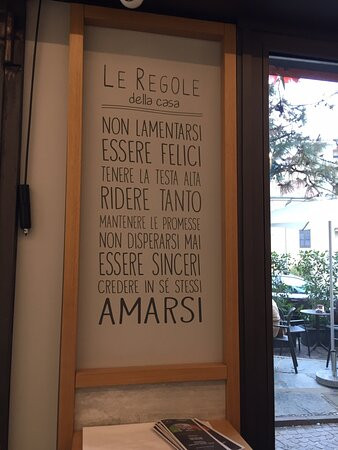 LE REGOLE
della casa
NON LAMENTARSI
ESSERE FELICI
TENERE LA TESTA ALTA
RIDERE TANTO
MANTENERE LE PROMESSE
NON DISPERARSI MAI
ESSERE SINCERI
CREDERE IN SÉ STESSI
AMARSI